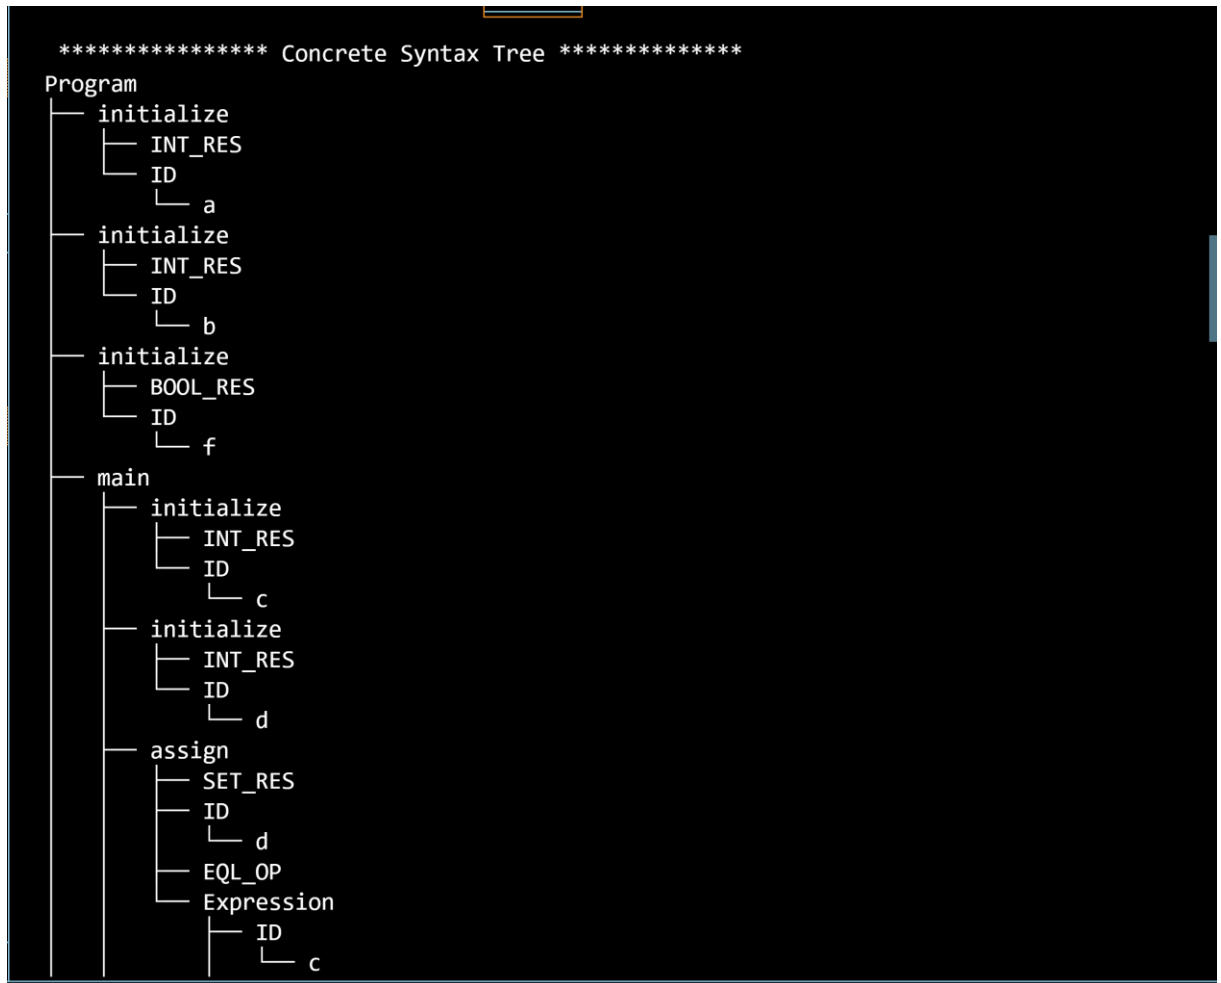 **************** Concrete Syntax Tree **************
Program
initialize
INT_RES
ID
a
initialize
INT_RES
ID
b
initialize
BOOL_RES
ID
f
main
initialize
INT_RES
ID
c
initialize
INT_RES
ID
d
assign
SET_RES
ID
d
EQL_OP
Expression
ID
c